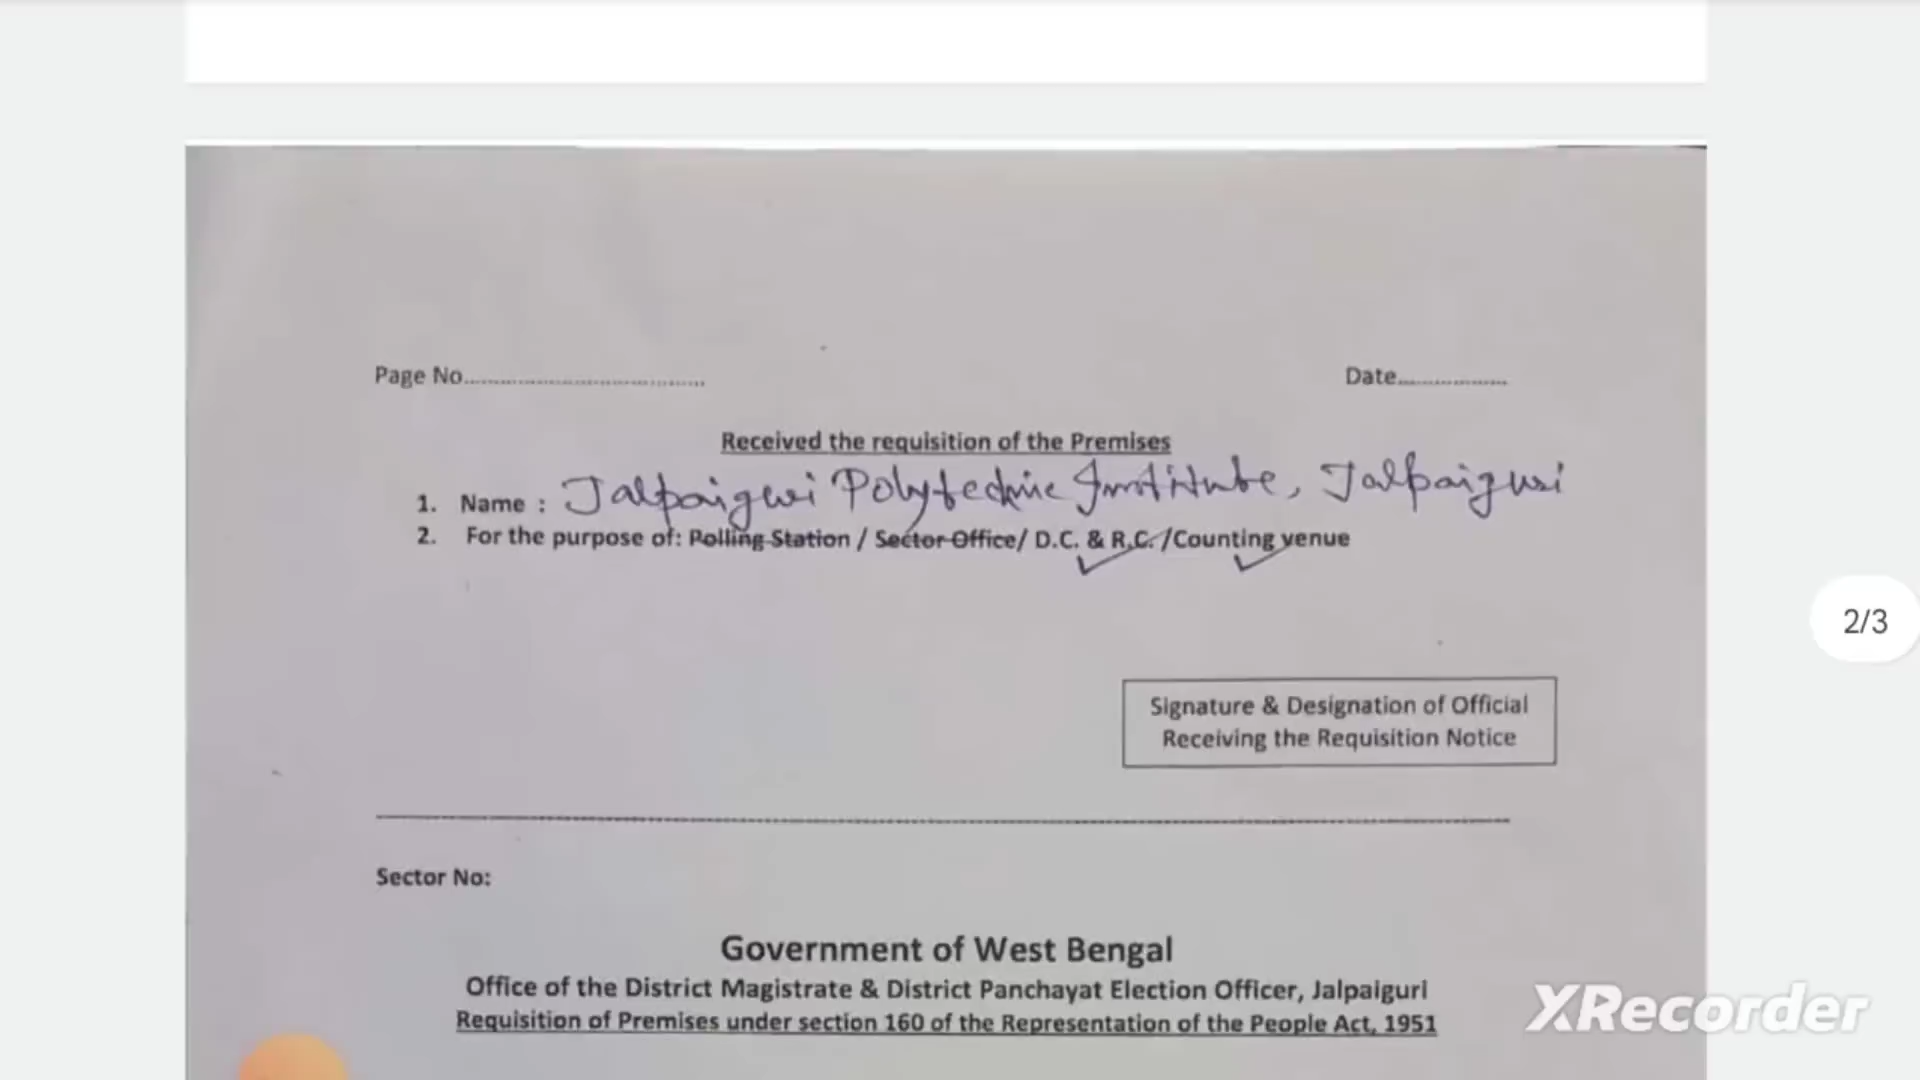 Page No........................................
Date..................
Received the requisition of the Premises
1. Name : Jalpaiguri Polytechnic Institute, Jalpaiguri
2. For the purpose of: Polling Station / Sector Office/ D.C. & R.C. /Counting venue
2/3
Signature & Designation of Official
Receiving the Requisition Notice
Sector No:
Government of West Bengal
Office of the District Magistrate & District Panchayat Election Officer, Jalpaiguri
Requisition of Premises under section 160 of the Representation of the People Act, 1951
XRecorder